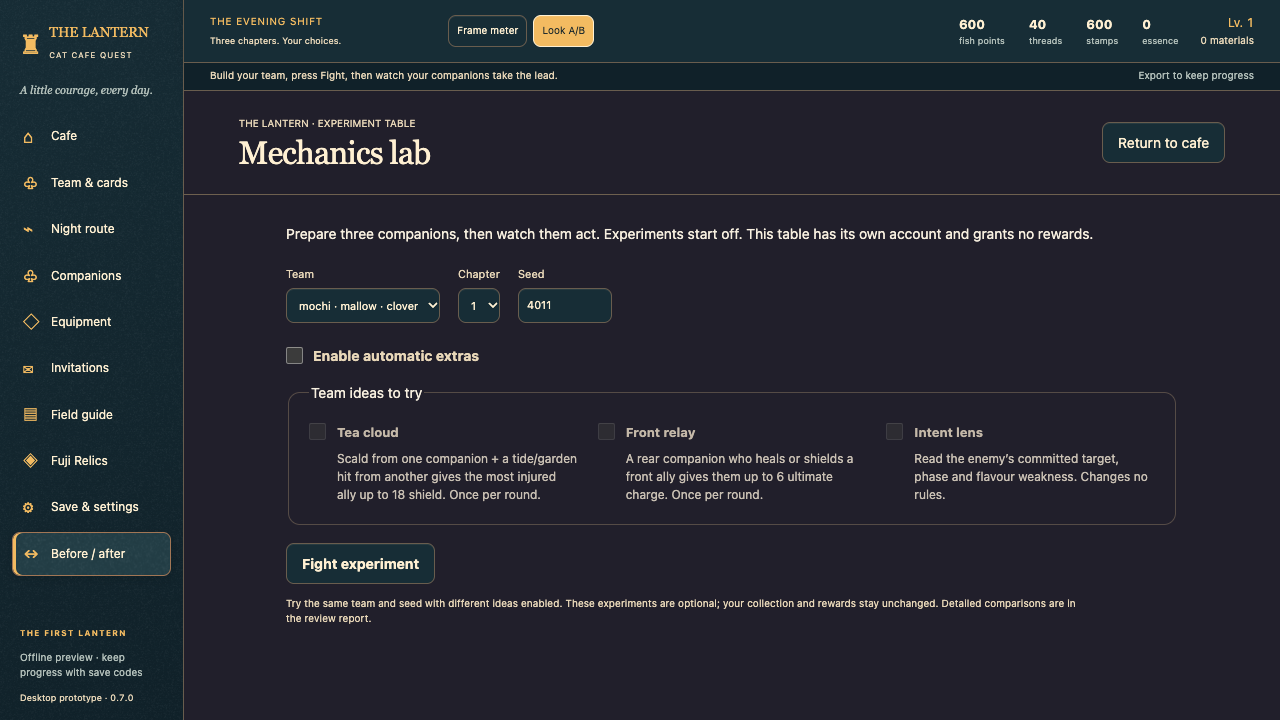 THE LANTERN
CAT CAFE QUEST
A little courage, every day.
Cafe
Team & cards
Night route
Companions
Equipment
Invitations
Field guide
Fuji Relics
Save & settings
Before / after
THE FIRST LANTERN
Offline preview · keep
progress with save codes
Desktop prototype · 0.7.0
THE EVENING SHIFT
Three chapters. Your choices.
Frame meter
Look A/B
600
fish points
40
threads
600
stamps
0
essence
Lv. 1
0 materials
Build your team, press Fight, then watch your companions take the lead.
Export to keep progress
THE LANTERN · EXPERIMENT TABLE
Mechanics lab
Return to cafe
Prepare three companions, then watch them act. Experiments start off. This table has its own account and grants no rewards.
Team
Chapter
Seed
mochi · mallow · clover
1
4011
Enable automatic extras
Team ideas to try
Tea cloud
Scald from one companion + a tide/garden
hit from another gives the most injured
ally up to 18 shield. Once per round.
Front relay
A rear companion who heals or shields a
front ally gives them up to 6 ultimate
charge. Once per round.
Intent lens
Read the enemy’s committed target,
phase and flavour weakness. Changes no
rules.
Fight experiment
Try the same team and seed with different ideas enabled. These experiments are optional; your collection and rewards stay unchanged. Detailed comparisons are in
the review report.